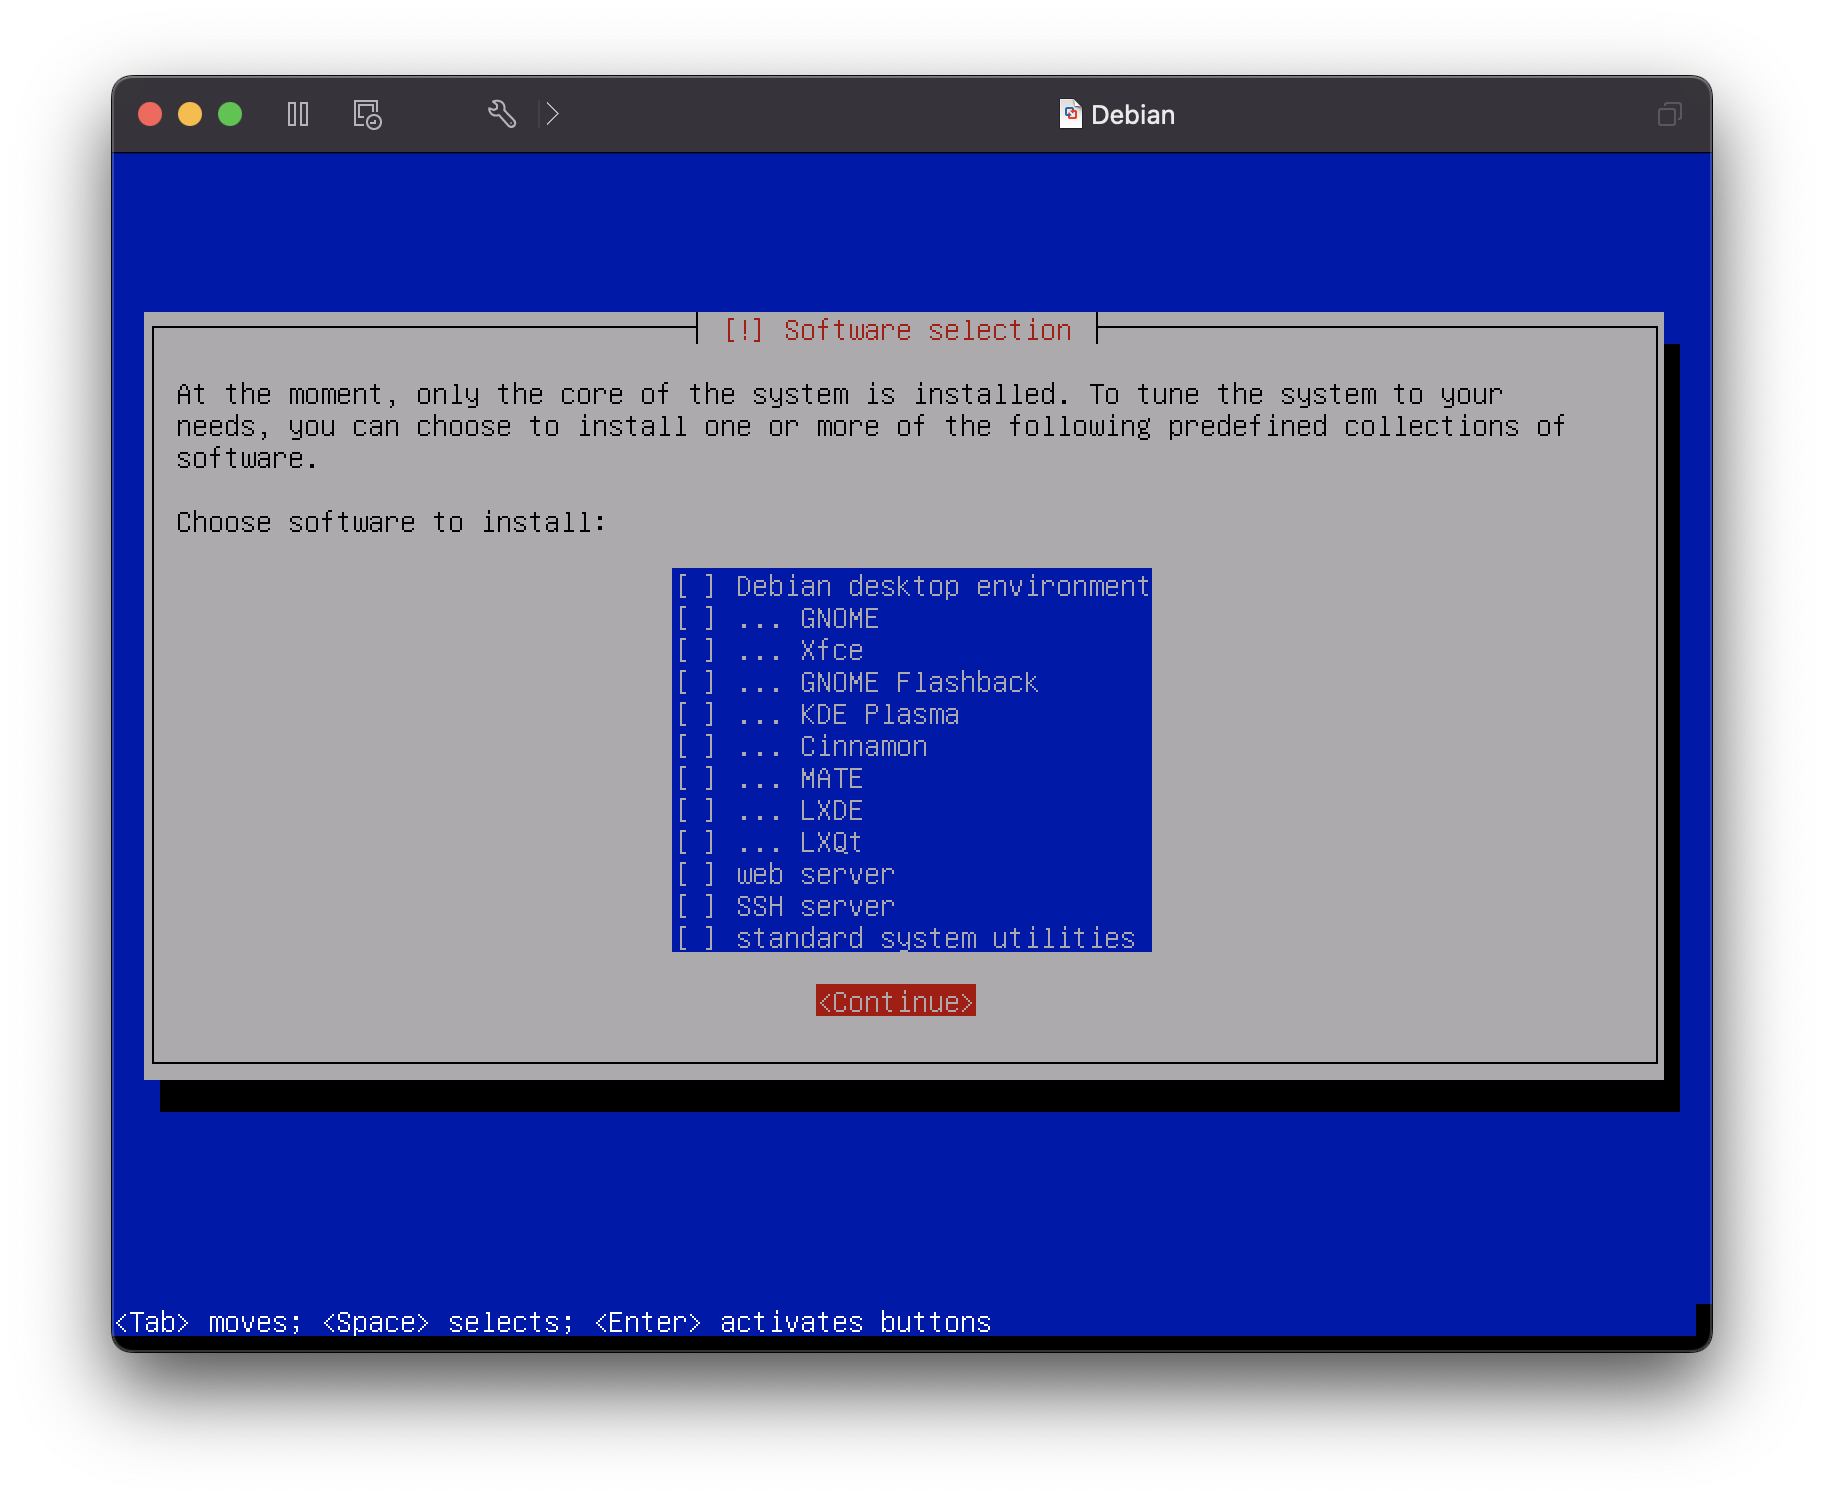 Debian
[!] Software selection
At the moment, only the core of the system is installed. To tune the system to your
needs, you can choose to install one or more of the following predefined collections of
software.
Choose software to install:
[ ] Debian desktop environment
[ ] ... GNOME
[ ] ... Xfce
[ ] ... GNOME Flashback
[ ] ... KDE Plasma
[ ] ... Cinnamon
[ ] ... MATE
[ ] ... LXDE
[ ] ... LXQt
[ ] web server
[ ] SSH server
[ ] standard system utilities
<Continue>
<Tab> moves; <Space> selects; <Enter> activates buttons